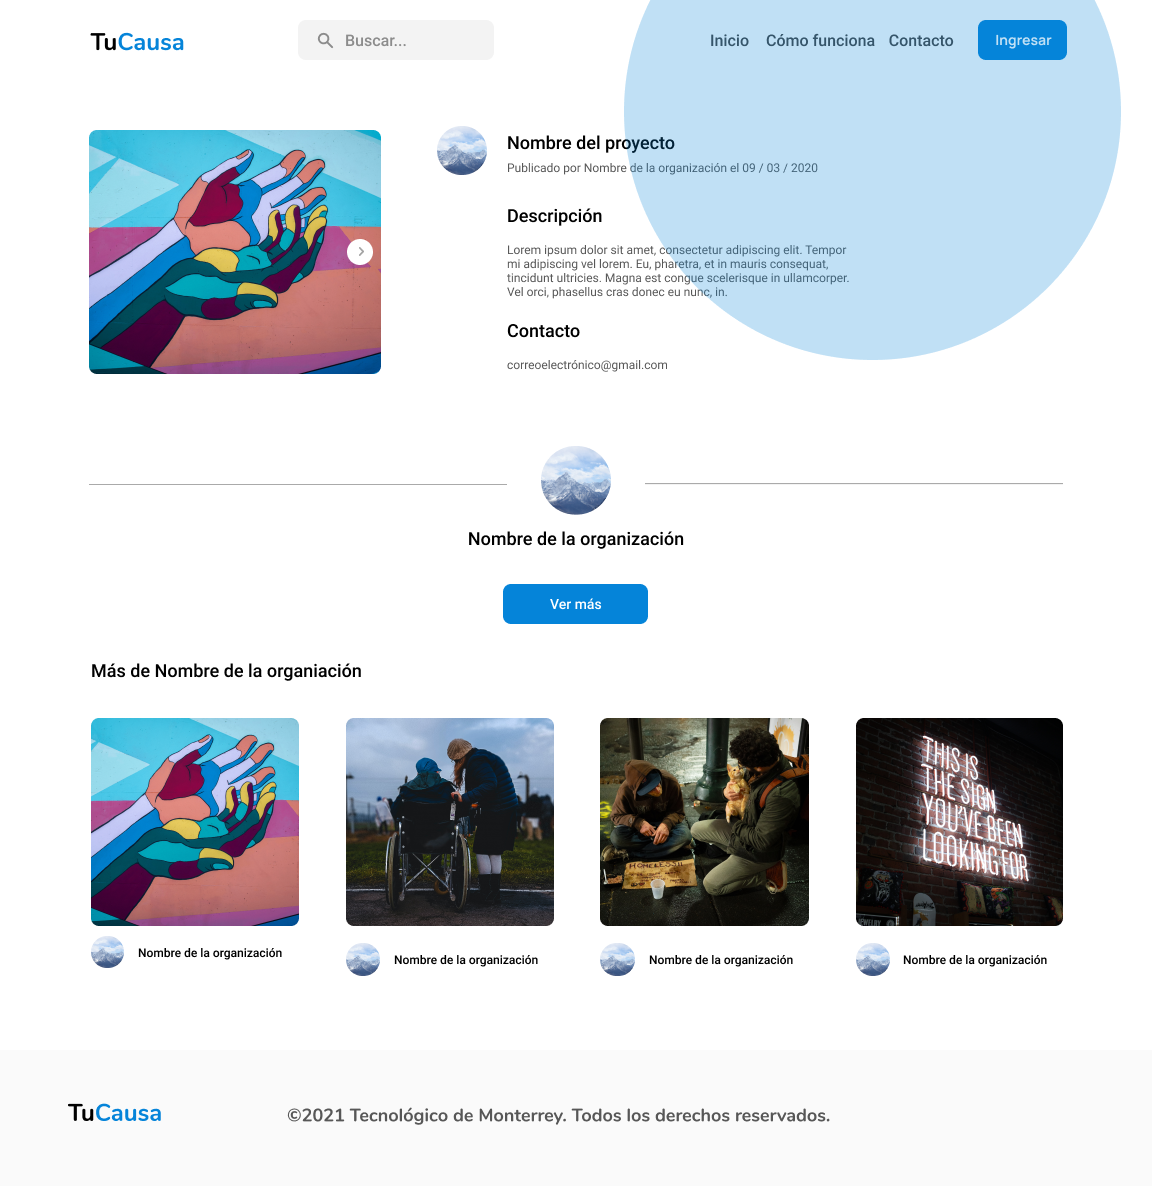 TuCausa
Buscar...
Inicio
Cómo funciona
Contacto
Ingresar
Nombre del proyecto
Publicado por Nombre de la organización el 09 / 03 / 2020
Descripción
Lorem ipsum dolor sit amet, consectetur adipiscing elit. Tempor
mi adipiscing vel lorem. Eu, pharetra, et in mauris consequat,
tincidunt ultricies. Magna est congue scelerisque in ullamcorper.
Vel orci, phasellus cras donec eu nunc, in.
Contacto
correoelectrónico@gmail.com
Nombre de la organización
Ver más
Más de Nombre de la organiación
THIS IS
THE SIGN
YOU'VE BEEN
LOOKING FOR
Nombre de la organización
Nombre de la organización
Nombre de la organización
Nombre de la organización
TuCausa
©2021 Tecnológico de Monterrey. Todos los derechos reservados.